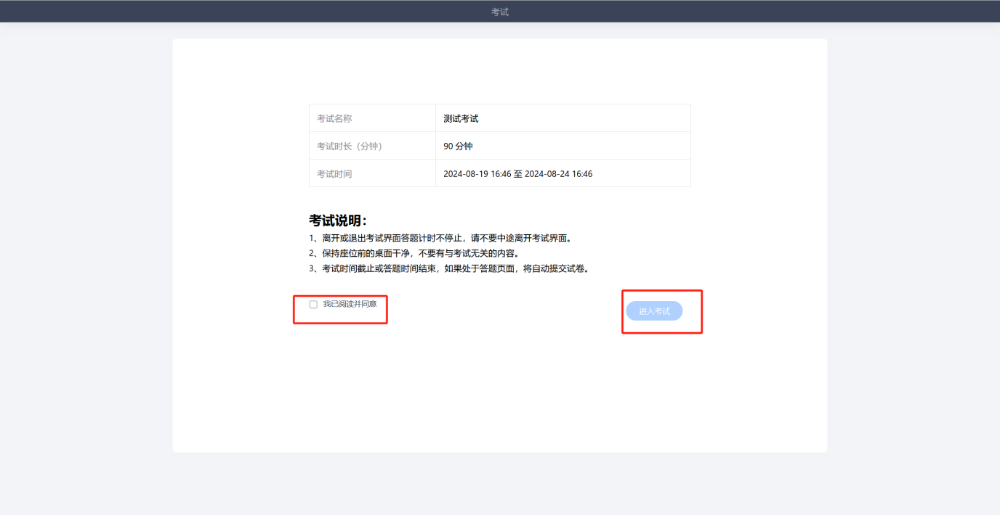 考试
考试名称 测试考试
考试时长（分钟） 90 分钟
考试时间 2024-08-19 16:46 至 2024-08-24 16:46
考试说明：
1、离开或退出考试界面答题计时不停止，请不要中途离开考试界面。
2、保持座位前的桌面干净，不要有与考试无关的内容。
3、考试时间截止或答题时间结束，如果处于答题页面，将自动提交试卷。
我已阅读并同意 进入考试